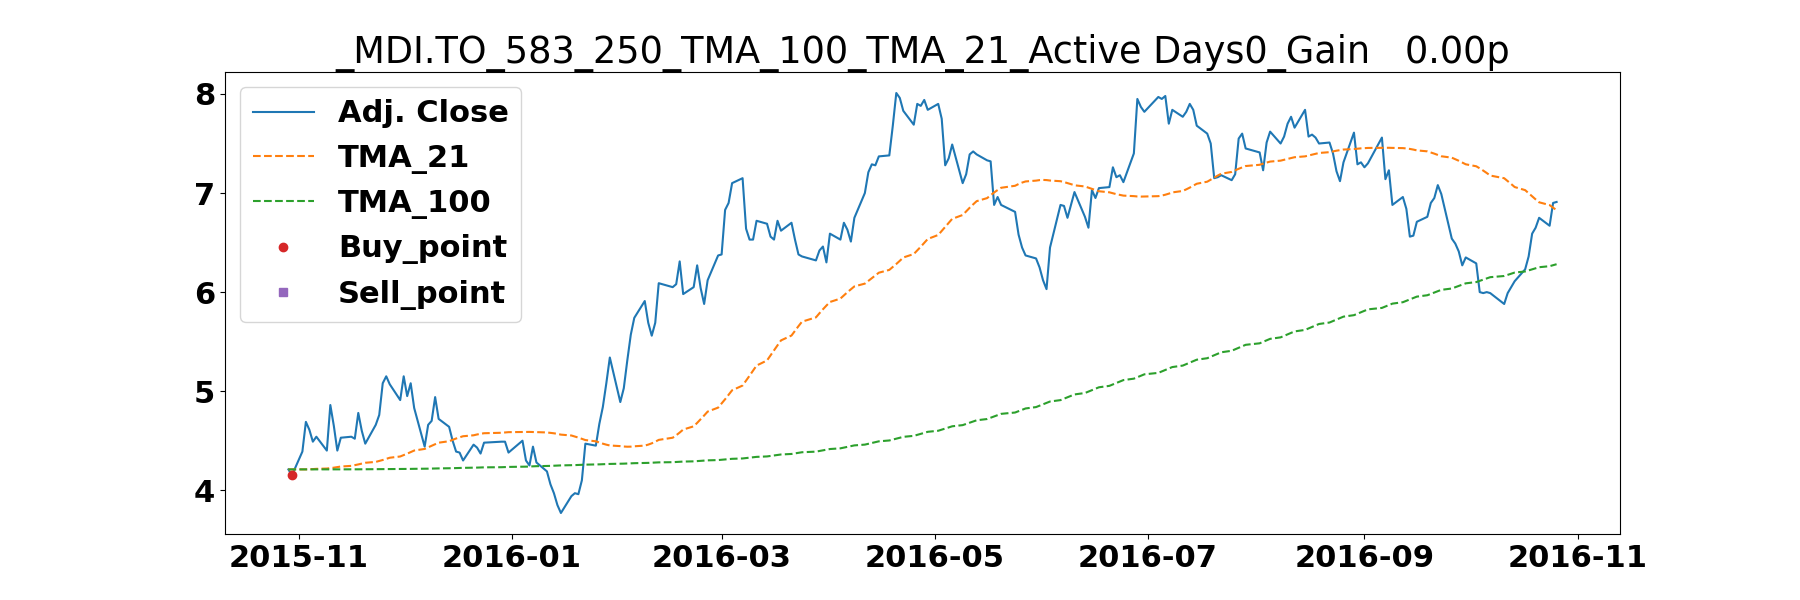 _MDI.TO_583_250_TMA_100_TMA_21_Active Days0_Gain   0.00p
8
7
6
5
4
Adj. Close
TMA_21
TMA_100
Buy_point
Sell_point
2015-11 2016-01 2016-03 2016-05 2016-07 2016-09 2016-11